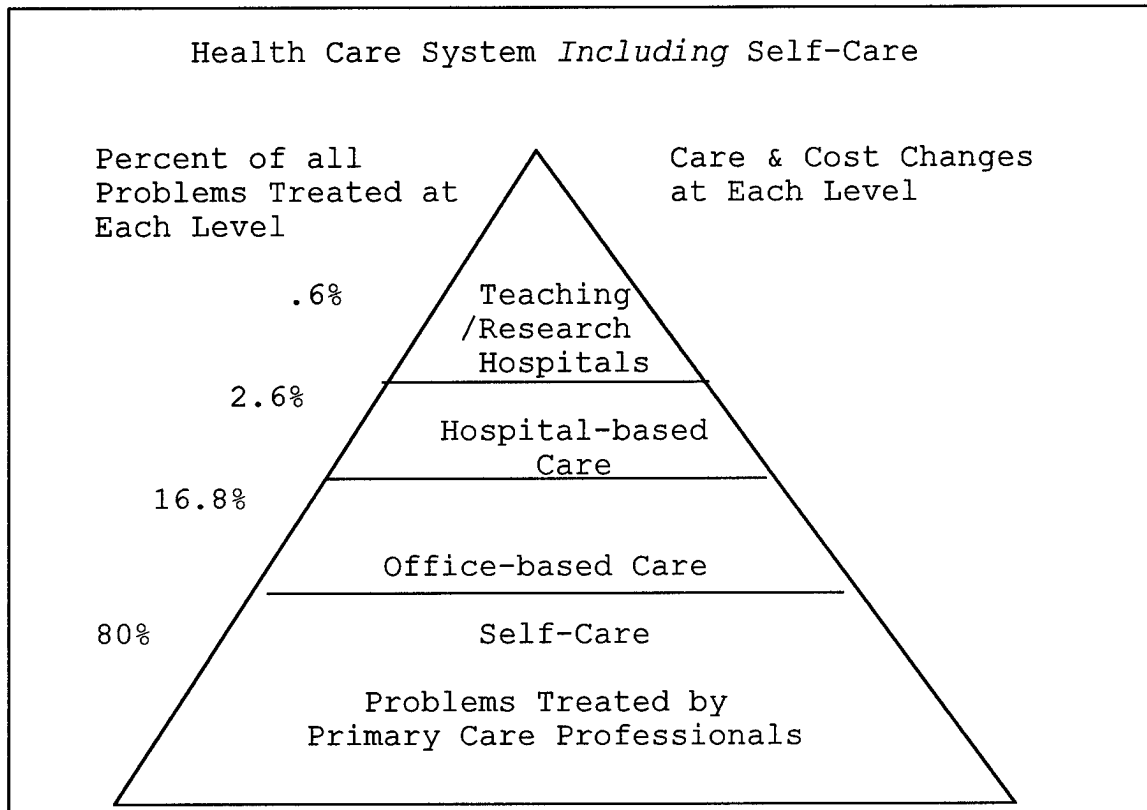 Health Care System Including Self-Care
Percent of all
Problems Treated at
Each Level
Care & Cost Changes
at Each Level
.6%
Teaching
/Research
Hospitals
2.6%
Hospital-based
Care
16.8%
Office-based Care
80%
Self-Care
Problems Treated by
Primary Care Professionals